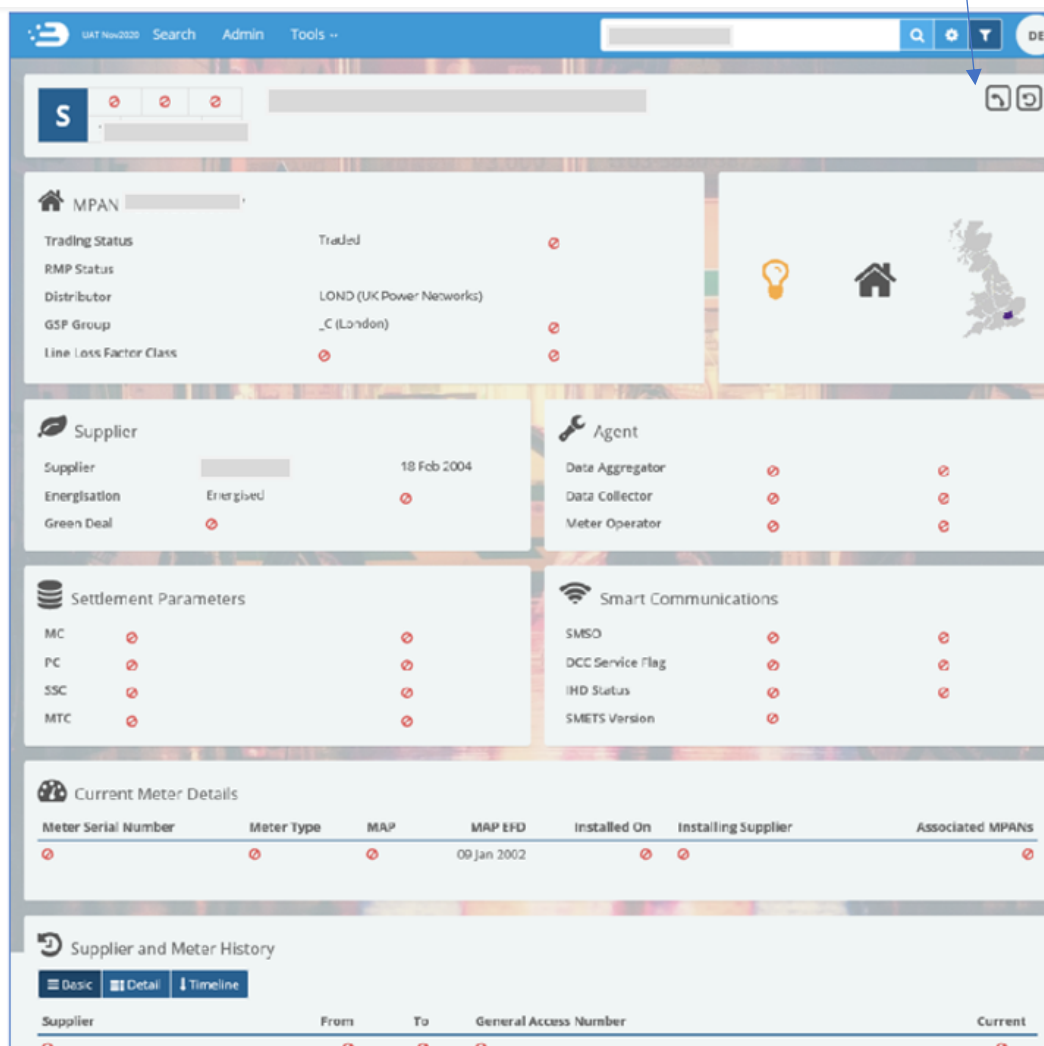 UAT Nov2020 Search Admin Tools
DE
S
MPAN
Trading Status Traded
RMP Status
Distributor LOND (UK Power Networks)
GSP Group _C (London)
Line Loss Factor Class
Supplier
Supplier 18 Feb 2004
Energisation Energised
Green Deal
Agent
Data Aggregator
Data Collector
Meter Operator
Settlement Parameters
MC
PC
SSC
MTC
Smart Communications
SMSO
DCC Service Flag
IHD Status
SMETS Version
Current Meter Details
Meter Serial Number Meter Type MAP MAP EFD Installed On Installing Supplier Associated MPANs
09 Jan 2002
Supplier and Meter History
Basic Detail Timeline
Supplier From To General Access Number Current